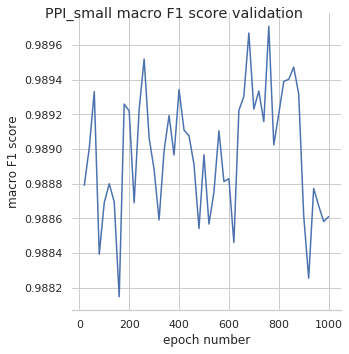 PPI_small macro F1 score validation
macro F1 score
0.9896
0.9894
0.9892
0.9890
0.9888
0.9886
0.9884
0.9882
0 200 400 600 800 1000
epoch number